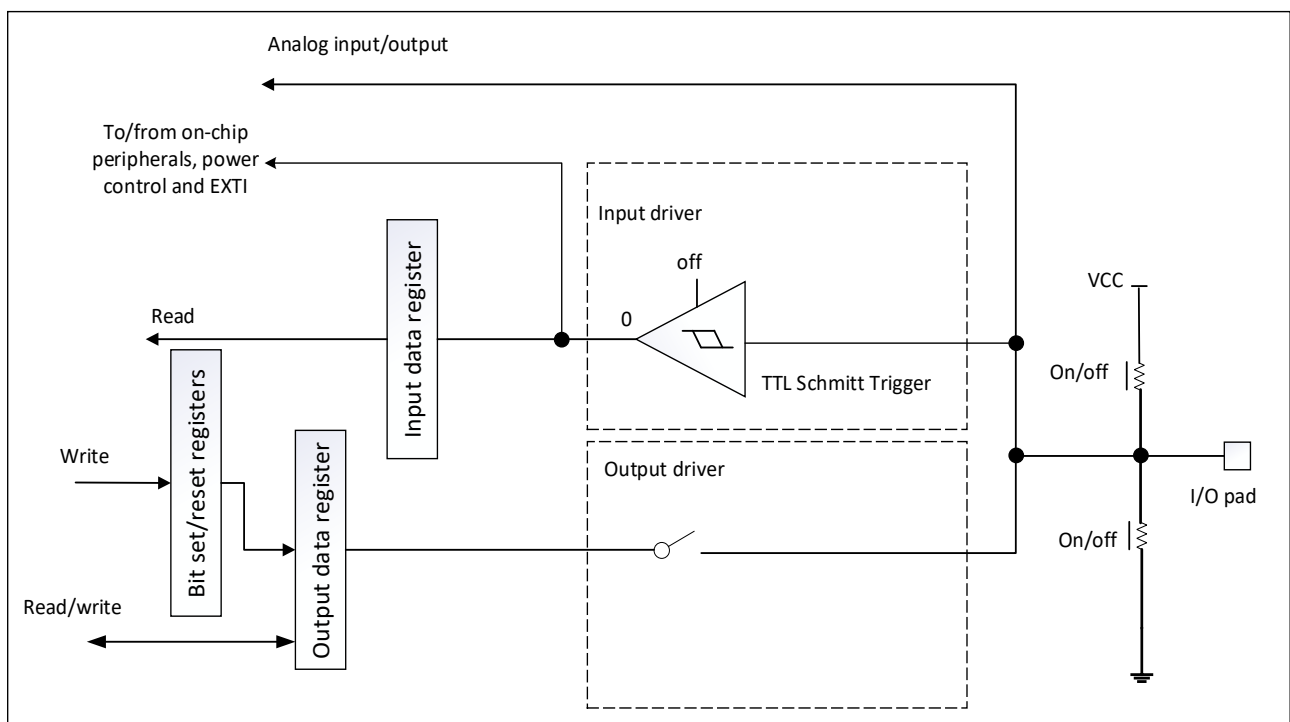 Analog input/output
To/from on-chip
peripherals, power
control and EXTI
Input driver
off
VCC
0
Read
TTL Schmitt Trigger
On/off
Input data register
Bit set/reset registers
Write
Output data register
Output driver
I/O pad
On/off
Read/write